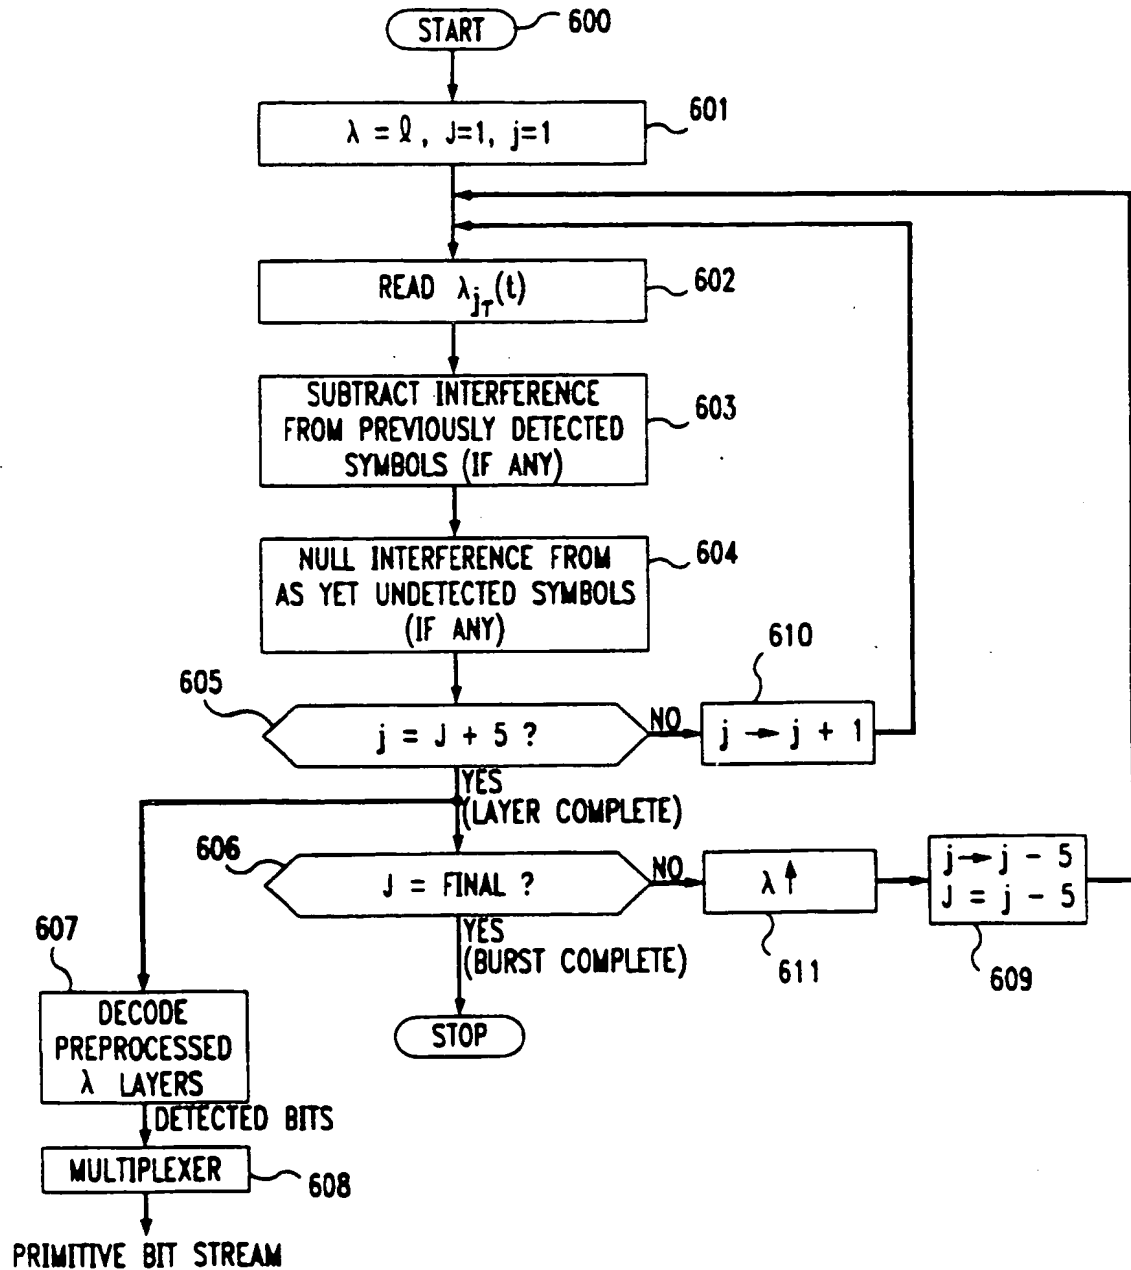 START
600
λ = ℓ, J=1, j=1
601
READ λjτ(t)
602
SUBTRACT INTERFERENCE
FROM PREVIOUSLY DETECTED
SYMBOLS (IF ANY)
603
NULL INTERFERENCE FROM
AS YET UNDETECTED SYMBOLS
(IF ANY)
604
605
j = J + 5 ?
NO
610
j → j + 1
YES
(LAYER COMPLETE)
606
J = FINAL ?
NO
λ↑
611
j → j - 5
J = j - 5
609
YES
(BURST COMPLETE)
STOP
607
DECODE
PREPROCESSED
λ LAYERS
DETECTED BITS
MULTIPLEXER
608
PRIMITIVE BIT STREAM